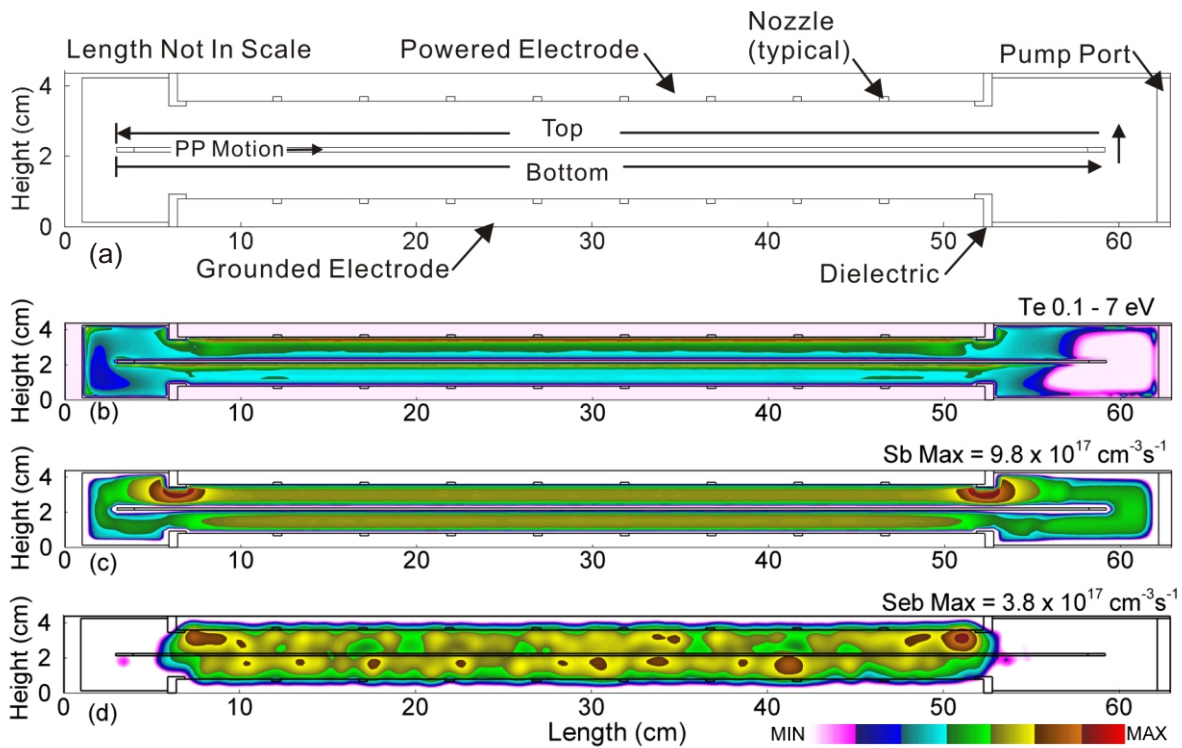 Length Not In Scale
Powered Electrode
Nozzle
(typical)
Pump Port
Height (cm)
4
2
0
Top
PP Motion
Bottom
0 10 20 30 40 50 60
(a)
Grounded Electrode
Dielectric
Te 0.1 - 7 eV
Height (cm)
4
2
0
0 10 20 30 40 50 60
(b)
Sb Max = 9.8 x 10¹⁷ cm⁻³s⁻¹
Height (cm)
4
2
0
0 10 20 30 40 50 60
(c)
Seb Max = 3.8 x 10¹⁷ cm⁻³s⁻¹
Height (cm)
4
2
0
0 10 20 30 40 50 60
(d)
Length (cm)
MIN MAX